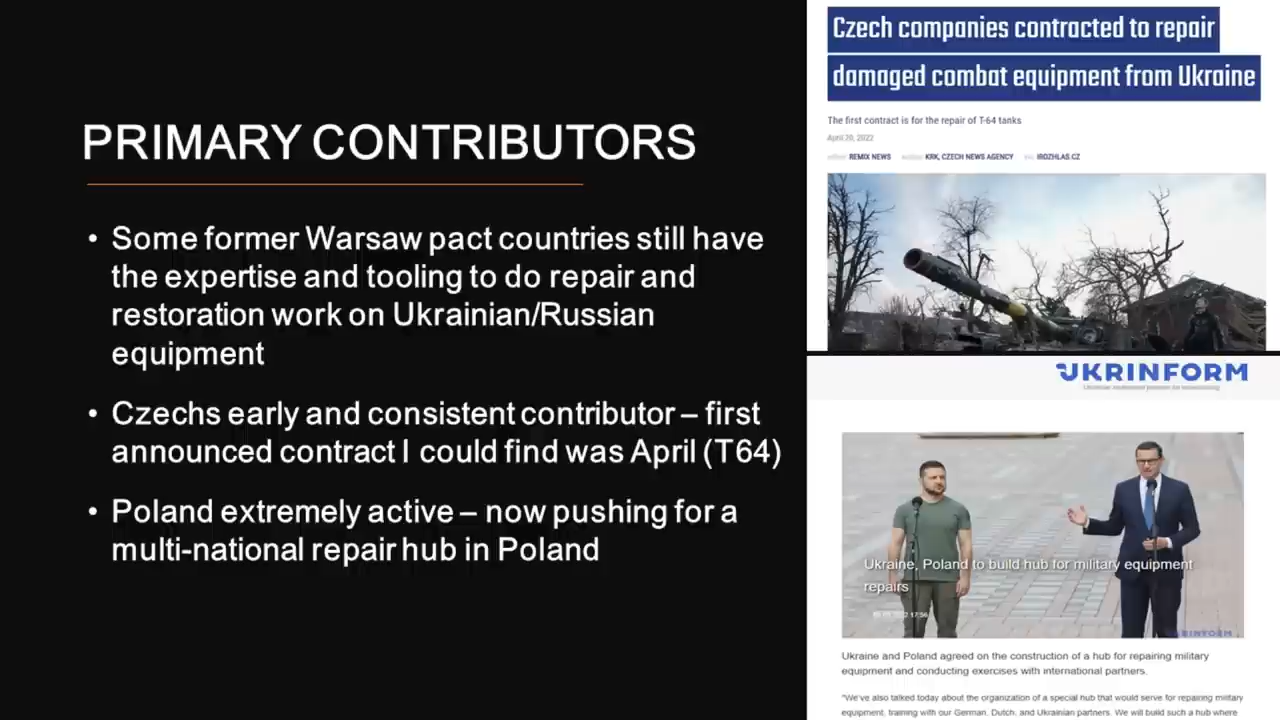 PRIMARY CONTRIBUTORS
• Some former Warsaw pact countries still have
the expertise and tooling to do repair and
restoration work on Ukrainian/Russian
equipment
• Czechs early and consistent contributor – first
announced contract I could find was April (T64)
• Poland extremely active – now pushing for a
multi-national repair hub in Poland
Czech companies contracted to repair
damaged combat equipment from Ukraine
The first contract is for the repair of T-64 tanks
April 20, 2022
REMIX NEWS KRK, CZECH NEWS AGENCY IROZHLAS.CZ
UKRINFORM
Ukraine, Poland to build hub for military equipment
repairs
UKRINFORM
Ukraine and Poland agreed on the construction of a hub for repairing military
equipment and conducting exercises with international partners.
"We've also talked today about the organization of a special hub that would serve for repairing military
equipment, training with our German, Dutch, and Ukrainian partners. We will build such a hub where